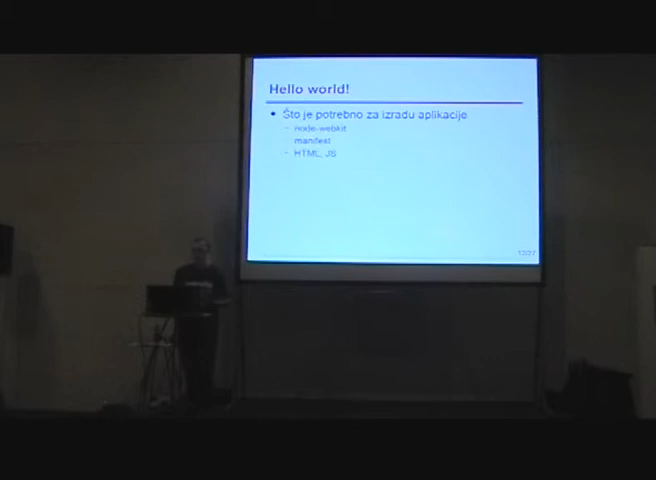 Hello world!
• Što je potrebno za izradu aplikacije
– node-webkit
– manifest
– HTML, JS
12/27